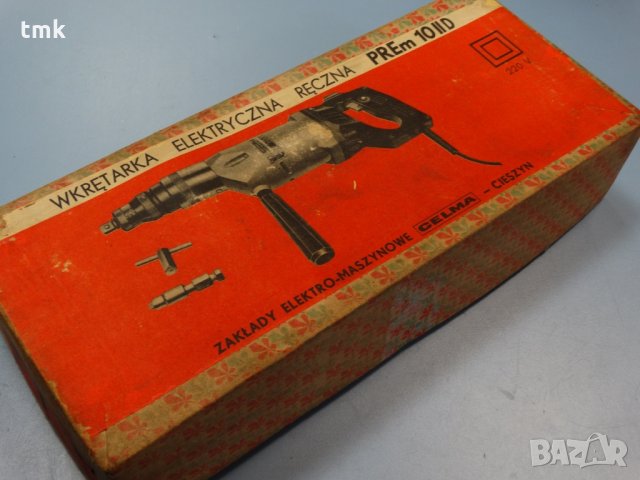 tmk
WKRĘTARKA ELEKTRYCZNA RĘCZNA PREm 10IID
220 V
ZAKŁADY ELEKTRO-MASZYNOWE CELMA - CIESZYN
BAZAR